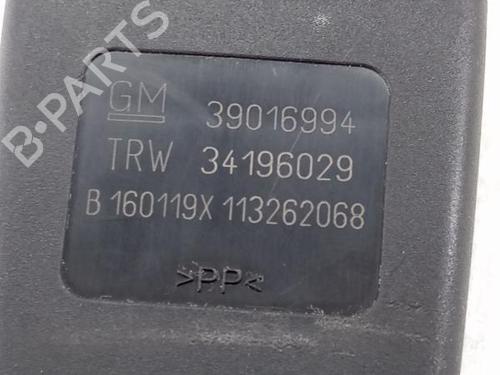 GM 39016994
TRW 34196029
B 160119X 113262068
>PP<
B-PARTS